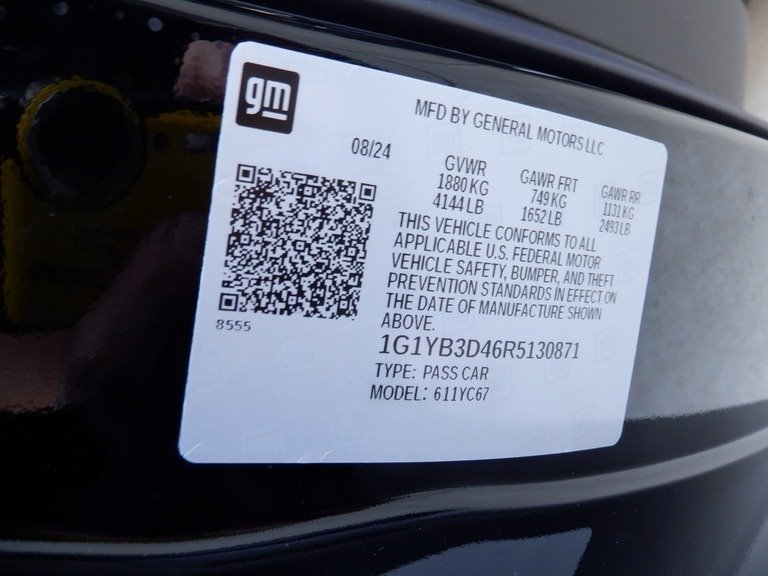 gm
MFD BY GENERAL MOTORS LLC
08/24
GVWR
1880 KG
4144 LB
GAWR FRT
749 KG
1652 LB
GAWR RR
1131 KG
2493 LB
THIS VEHICLE CONFORMS TO ALL
APPLICABLE U.S. FEDERAL MOTOR
VEHICLE SAFETY, BUMPER, AND THEFT
PREVENTION STANDARDS IN EFFECT ON
THE DATE OF MANUFACTURE SHOWN
ABOVE.
8555
1G1YB3D46R5130871
TYPE: PASS CAR
MODEL: 611YC67